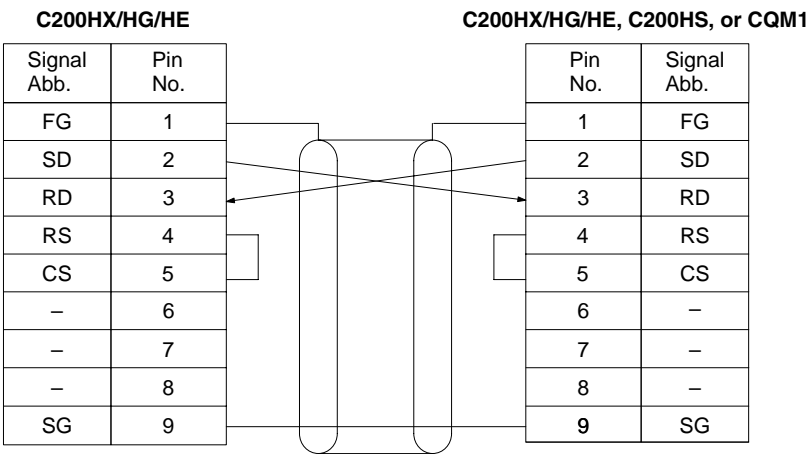 C200HX/HG/HE C200HX/HG/HE, C200HS, or CQM1
Signal Abb. Pin No. Pin No. Signal Abb.
FG 1 1 FG
SD 2 2 SD
RD 3 3 RD
RS 4 4 RS
CS 5 5 CS
– 6 6 –
– 7 7 –
– 8 8 –
SG 9 9 SG